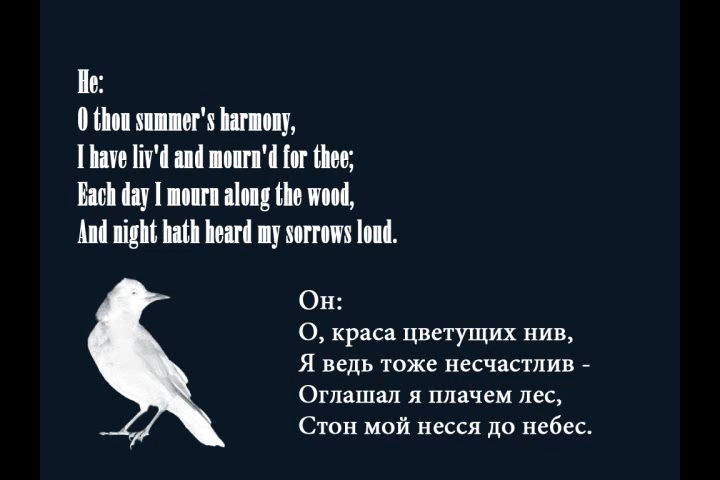 He:
O thou summer's harmony,
I have liv'd and mourn'd for thee;
Each day I mourn along the wood,
And night hath heard my sorrows loud.
Он:
О, краса цветущих нив,
Я ведь тоже несчастлив -
Оглашал я плачем лес,
Стон мой несся до небес.